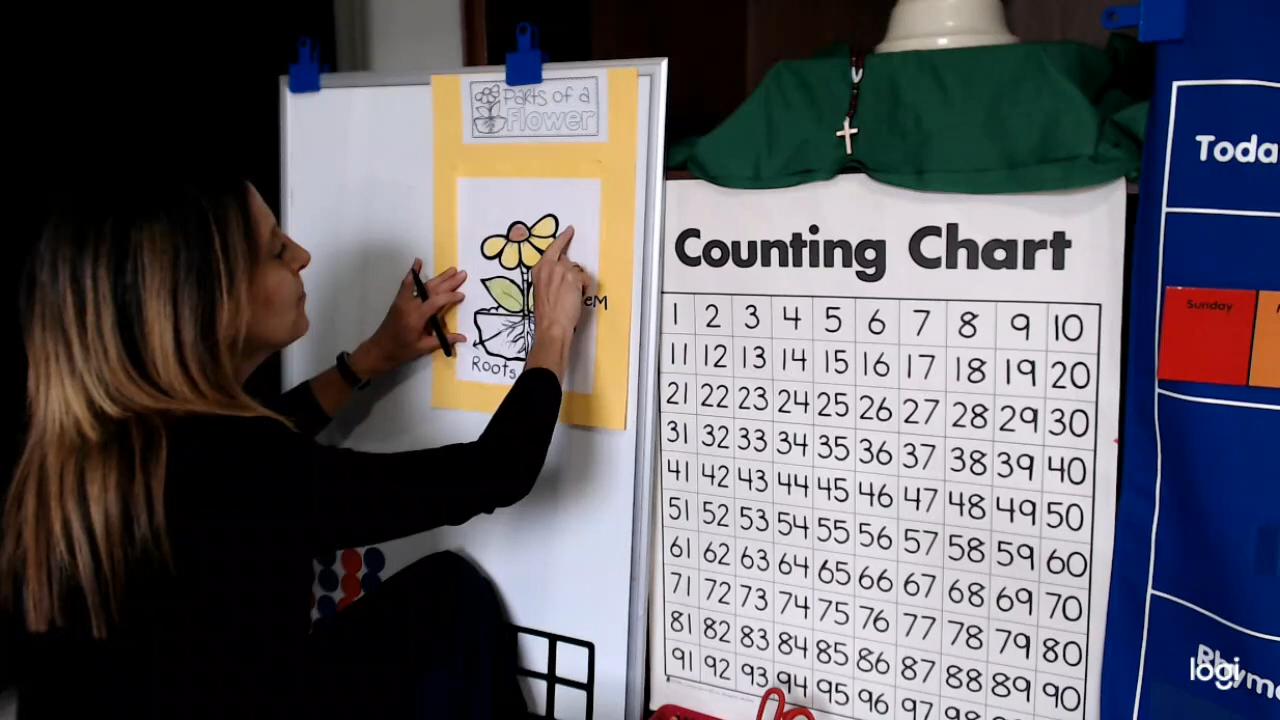 Parts of a
Flower
eM
Roots
Counting Chart
1 2 3 4 5 6 7 8 9 10
11 12 13 14 15 16 17 18 19 20
21 22 23 24 25 26 27 28 29 30
31 32 33 34 35 36 37 38 39 40
41 42 43 44 45 46 47 48 49 50
51 52 53 54 55 56 57 58 59 60
61 62 63 64 65 66 67 68 69 70
71 72 73 74 75 76 77 78 79 80
81 82 83 84 85 86 87 88 89 90
91 92 93 94 95 96 97 98
Toda
Sunday
Rhyme
logi